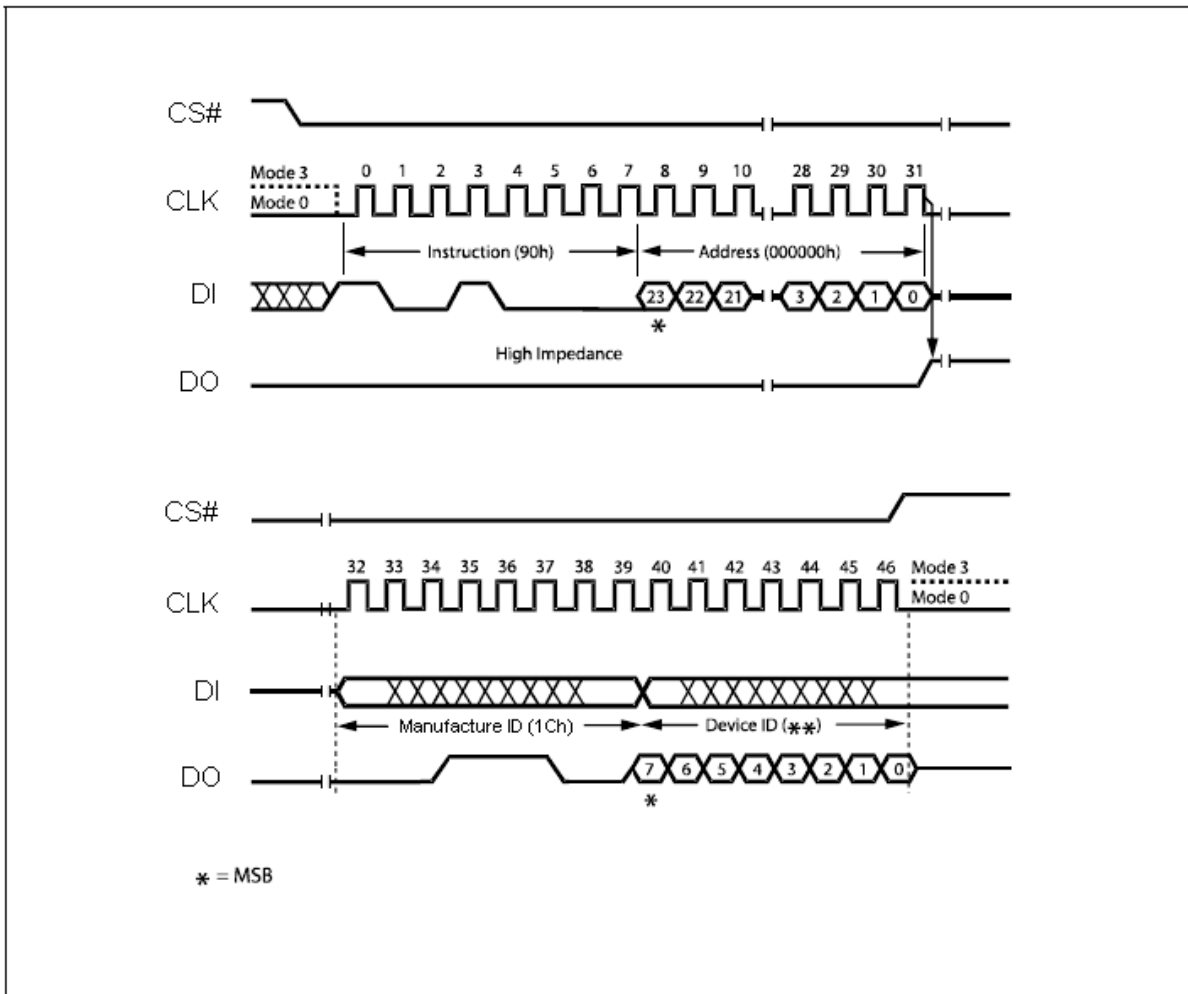 CS#
Mode 3 0 1 2 3 4 5 6 7 8 9 10 28 29 30 31
CLK Mode 0
Instruction (90h) Address (000000h)
DI 23 22 21 3 2 1 0
*
High Impedance
DO
CS#
32 33 34 35 36 37 38 39 40 41 42 43 44 45 46 Mode 3
CLK Mode 0
DI
Manufacture ID (1Ch) Device ID (**)
DO 7 6 5 4 3 2 1 0
*
* = MSB